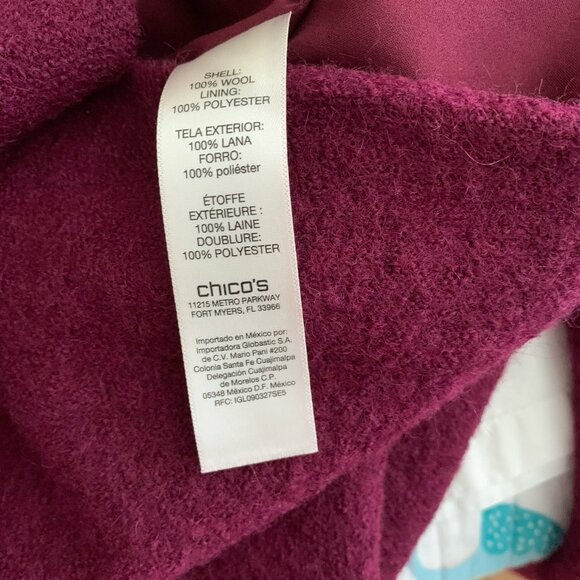 SHELL:
100% WOOL
LINING:
100% POLYESTER
TELA EXTERIOR:
100% LANA
FORRO:
100% poliéster
ÉTOFFE
EXTÉRIEURE :
100% LAINE
DOUBLURE:
100% POLYESTER
chico's
11215 METRO PARKWAY
FORT MYERS, FL 33966
Importado en México por:
Importadora Globastic S.A.
de C.V. Mario Pani #200
Colonia Santa Fe Cuajimalpa
Delegación Cuajimalpa
de Morelos C.P.
05348 México D.F. México
RFC: IGL090327SE5